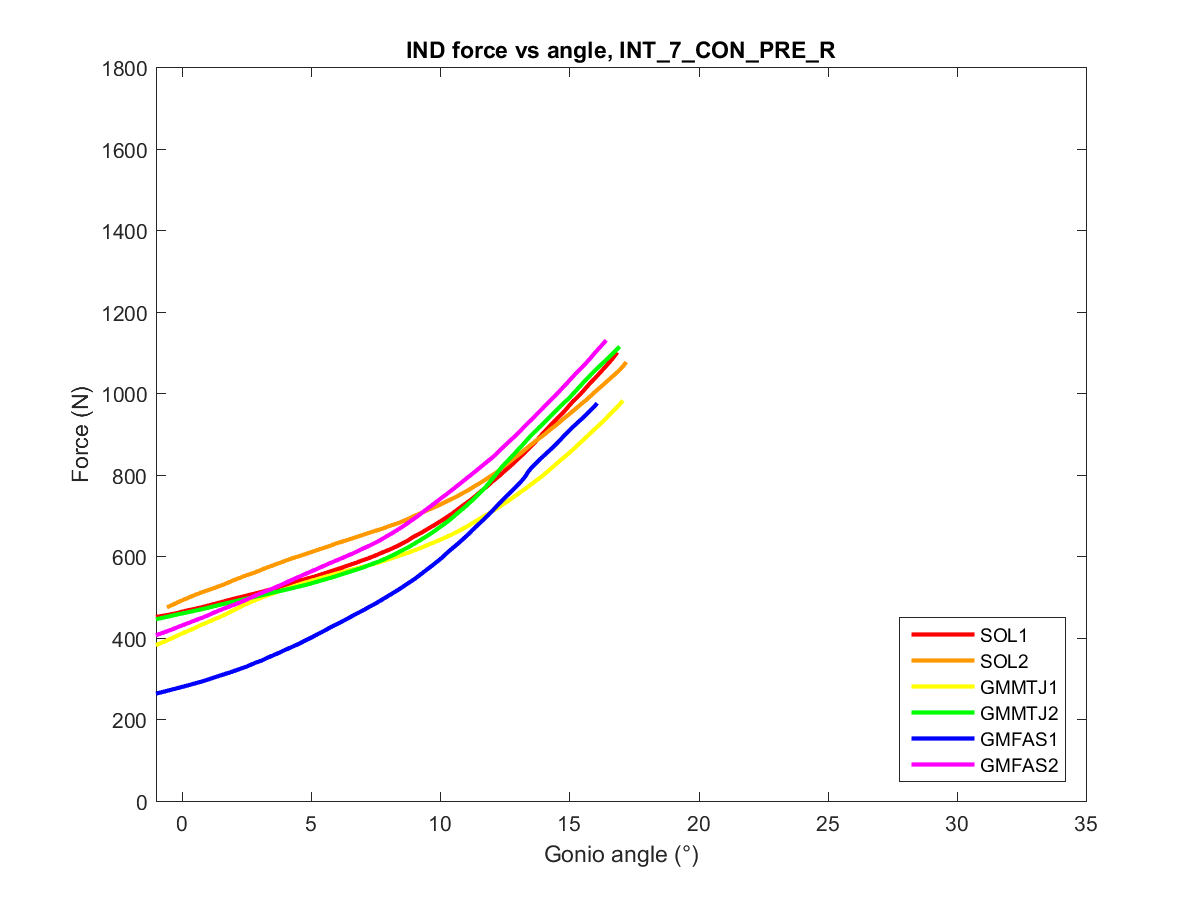 IND force vs angle, INT_7_CON_PRE_R
1800
1600
1400
1200
1000
800
600
400
200
0
Force (N)
0 5 10 15 20 25 30 35
Gonio angle (°)
SOL1
SOL2
GMMTJ1
GMMTJ2
GMFAS1
GMFAS2